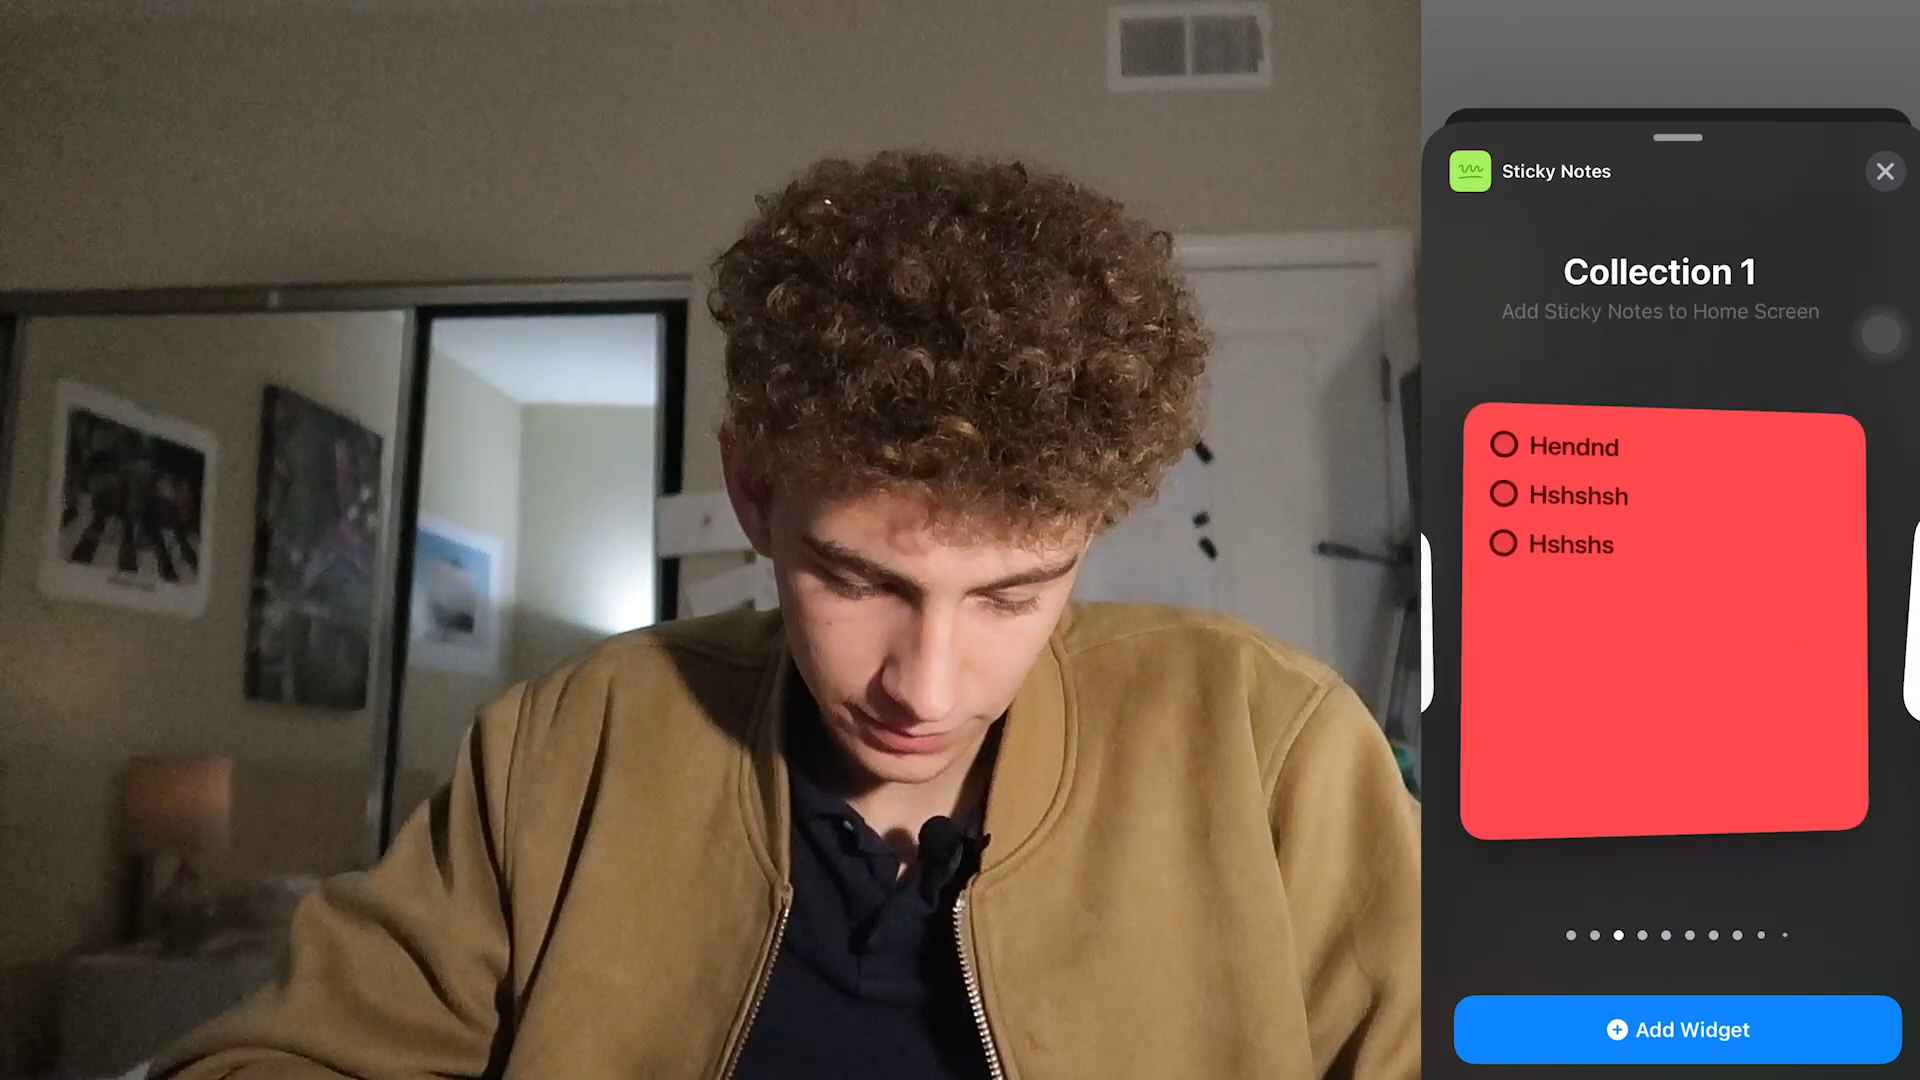 Sticky Notes
Collection 1
Add Sticky Notes to Home Screen
Hendnd
Hshshsh
Hshshs
Add Widget